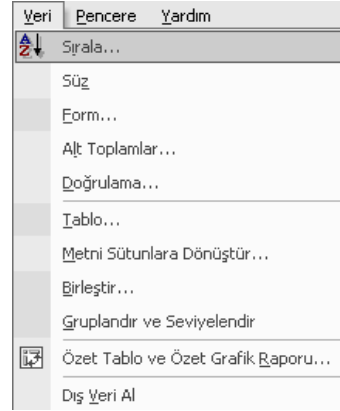 Veri Pencere Yardım
Sırala...
Süz
Form...
Alt Toplamlar...
Doğrulama...
Tablo...
Metni Sütunlara Dönüştür...
Birleştir...
Gruplandır ve Seviyelendir
Özet Tablo ve Özet Grafik Raporu...
Dış Veri Al